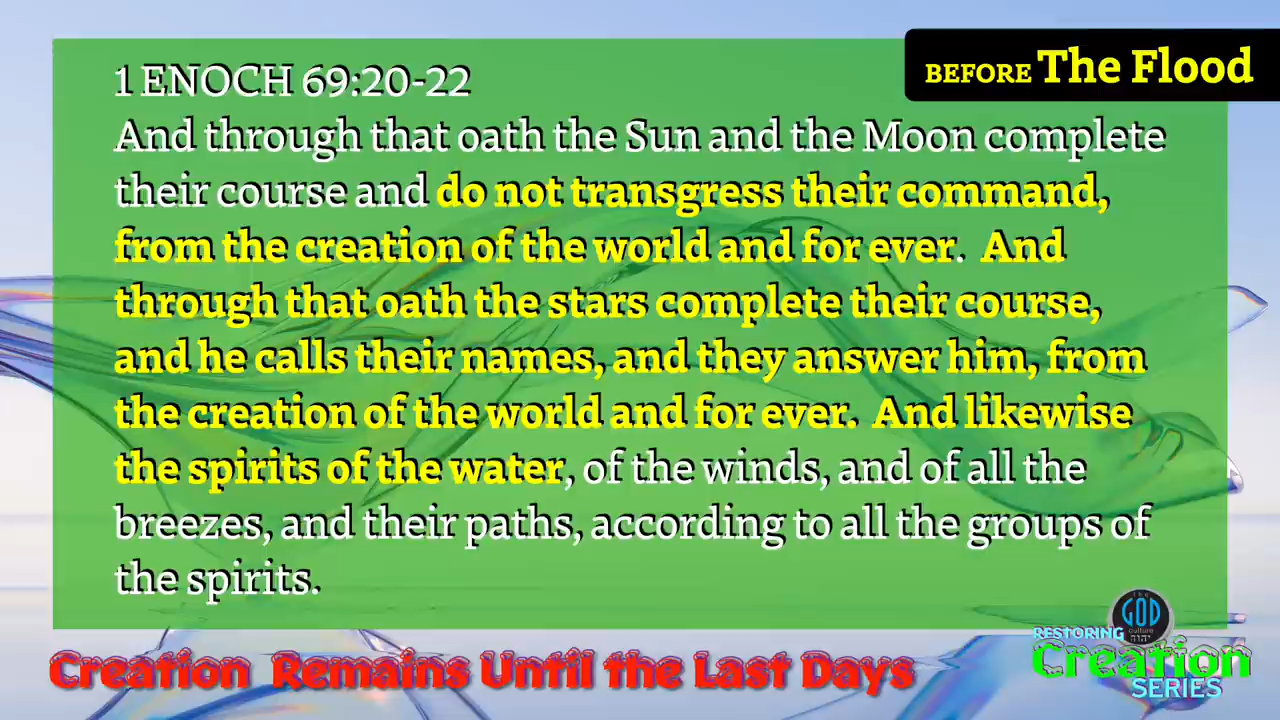 BEFORE The Flood
1 ENOCH 69:20-22
And through that oath the Sun and the Moon complete
their course and do not transgress their command,
from the creation of the world and for ever.  And
through that oath the stars complete their course,
and he calls their names, and they answer him, from
the creation of the world and for ever.  And likewise
the spirits of the water, of the winds, and of all the
breezes, and their paths, according to all the groups of
the spirits.
Creation  Remains Until the Last Days
THE
GOD
culture
יהוה
RESTORING
Creation
SERIES